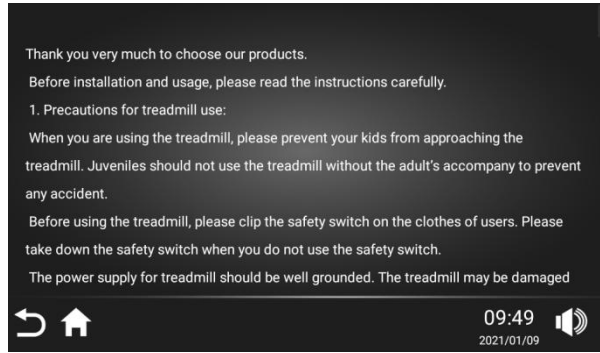 Thank you very much to choose our products.
Before installation and usage, please read the instructions carefully.
1. Precautions for treadmill use:
When you are using the treadmill, please prevent your kids from approaching the
treadmill. Juveniles should not use the treadmill without the adult's accompany to prevent
any accident.
Before using the treadmill, please clip the safety switch on the clothes of users. Please
take down the safety switch when you do not use the safety switch.
The power supply for treadmill should be well grounded. The treadmill may be damaged
09:49
2021/01/09